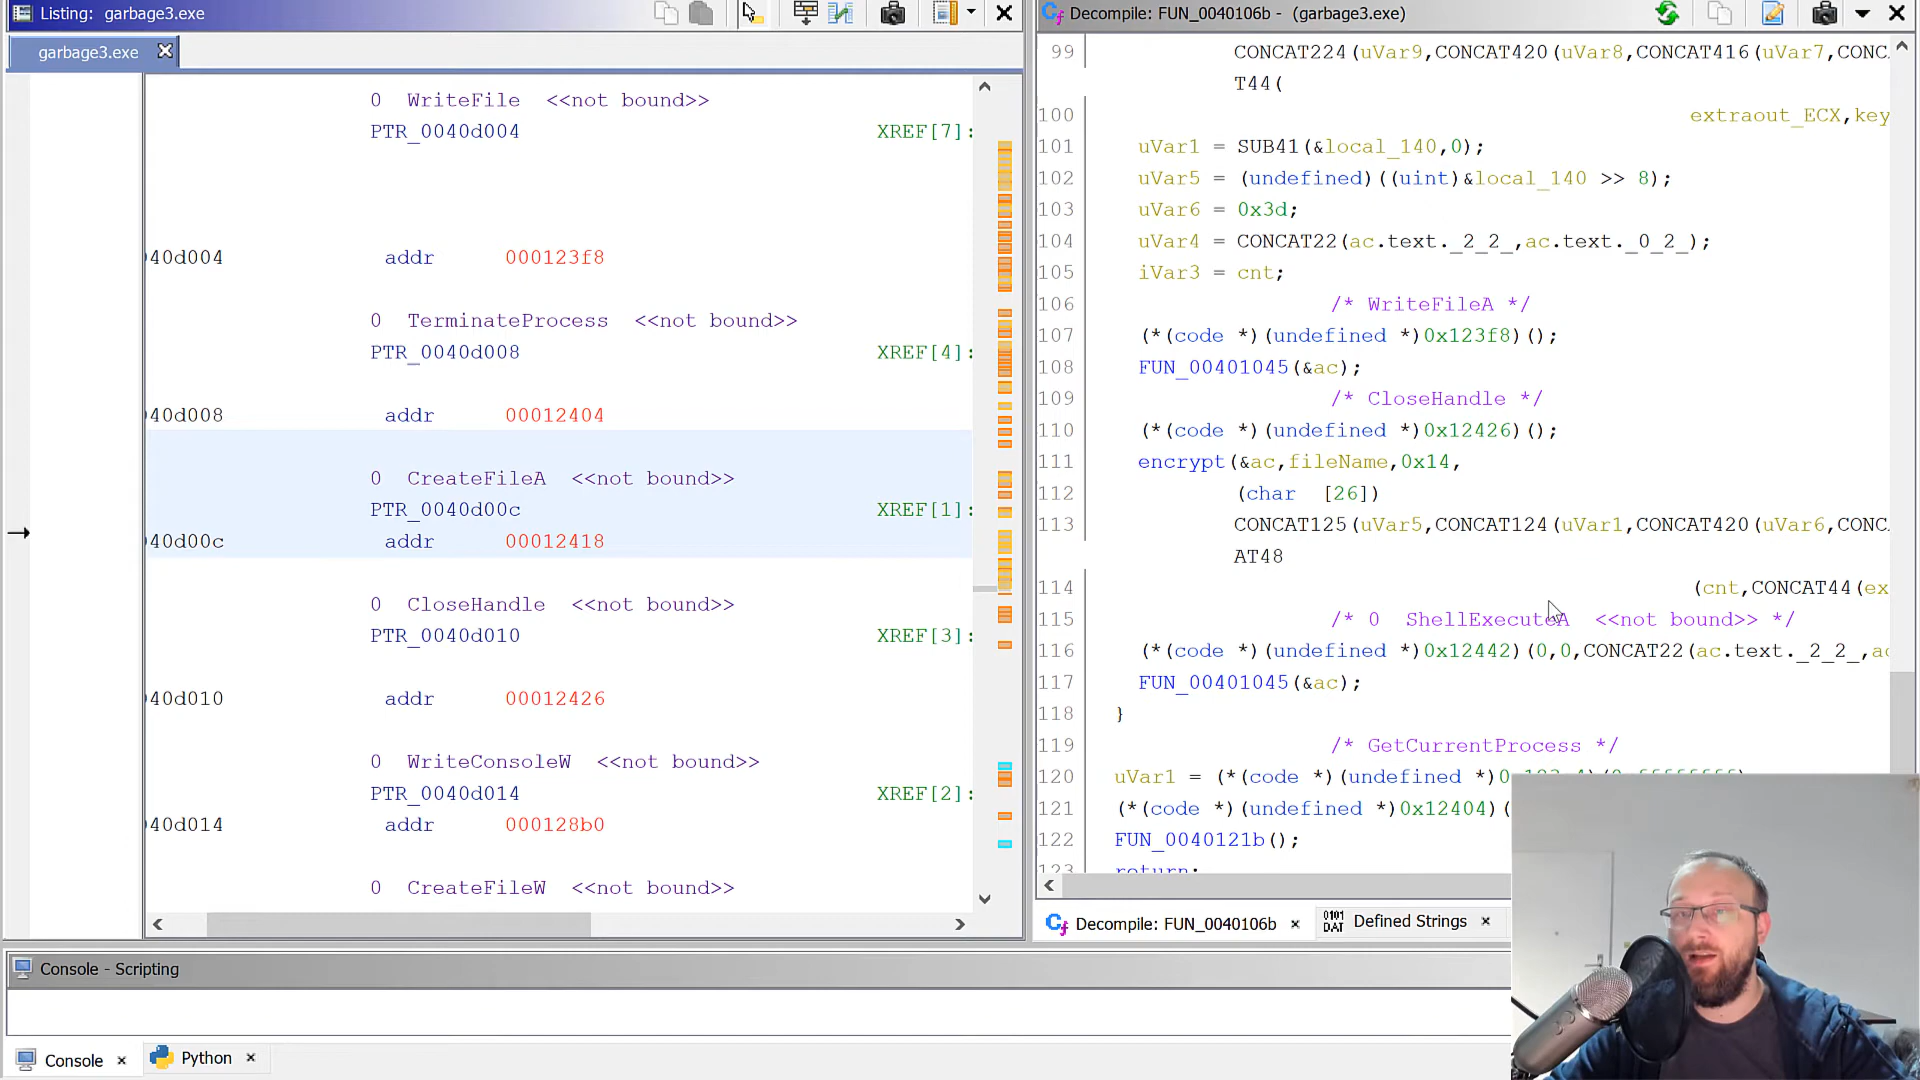 Listing: garbage3.exe
garbage3.exe
0 WriteFile <<not bound>>
PTR_0040d004 XREF[7]:
40d004 addr 000123f8
0 TerminateProcess <<not bound>>
PTR_0040d008 XREF[4]:
40d008 addr 00012404
0 CreateFileA <<not bound>>
PTR_0040d00c XREF[1]:
40d00c addr 00012418
0 CloseHandle <<not bound>>
PTR_0040d010 XREF[3]:
40d010 addr 00012426
0 WriteConsoleW <<not bound>>
PTR_0040d014 XREF[2]:
40d014 addr 000128b0
0 CreateFileW <<not bound>>
Decompile: FUN_0040106b - (garbage3.exe)
99 CONCAT224(uVar9,CONCAT420(uVar8,CONCAT416(uVar7,CONC
T44(
100 extraout_ECX,key
101 uVar1 = SUB41(&local_140,0);
102 uVar5 = (undefined)((uint)&local_140 >> 8);
103 uVar6 = 0x3d;
104 uVar4 = CONCAT22(ac.text._2_2_,ac.text._0_2_);
105 iVar3 = cnt;
106 /* WriteFileA */
107 (*(code *)(undefined *)0x123f8)();
108 FUN_00401045(&ac);
109 /* CloseHandle */
110 (*(code *)(undefined *)0x12426)();
111 encrypt(&ac,fileName,0x14,
112 (char [26])
113 CONCAT125(uVar5,CONCAT124(uVar1,CONCAT420(uVar6,CONC
AT48
114 (cnt,CONCAT44(ex
115 /* 0 ShellExecuteA <<not bound>> */
116 (*(code *)(undefined *)0x12442)(0,0,CONCAT22(ac.text._2_2_,ac
117 FUN_00401045(&ac);
118 }
119 /* GetCurrentProcess */
120 uVar1 = (*(code *)(undefined *)
121 (*(code *)(undefined *)0x12404)(
122 FUN_0040121b();
123 return;
Decompile: FUN_0040106b
0101 DAT
Defined Strings
Console - Scripting
Console
Python